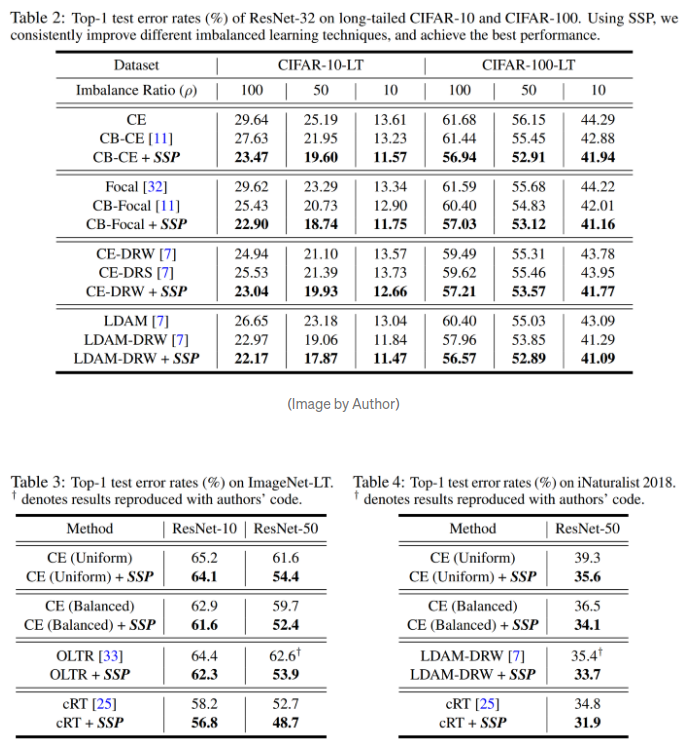 Table 2: Top-1 test error rates (%) of ResNet-32 on long-tailed CIFAR-10 and CIFAR-100. Using SSP, we
consistently improve different imbalanced learning techniques, and achieve the best performance.
Dataset CIFAR-10-LT CIFAR-100-LT
Imbalance Ratio (ρ) 100 50 10 100 50 10
CE 29.64 25.19 13.61 61.68 56.15 44.29
CB-CE [11] 27.63 21.95 13.23 61.44 55.45 42.88
CB-CE + SSP 23.47 19.60 11.57 56.94 52.91 41.94
Focal [32] 29.62 23.29 13.34 61.59 55.68 44.22
CB-Focal [11] 25.43 20.73 12.90 60.40 54.83 42.01
CB-Focal + SSP 22.90 18.74 11.75 57.03 53.12 41.16
CE-DRW [7] 24.94 21.10 13.57 59.49 55.31 43.78
CE-DRS [7] 25.53 21.39 13.73 59.62 55.46 43.95
CE-DRW + SSP 23.04 19.93 12.66 57.21 53.57 41.77
LDAM [7] 26.65 23.18 13.04 60.40 55.03 43.09
LDAM-DRW [7] 22.97 19.06 11.84 57.96 53.85 41.29
LDAM-DRW + SSP 22.17 17.87 11.47 56.57 52.89 41.09
(Image by Author)
Table 3: Top-1 test error rates (%) on ImageNet-LT.
† denotes results reproduced with authors' code.
Method ResNet-10 ResNet-50
CE (Uniform) 65.2 61.6
CE (Uniform) + SSP 64.1 54.4
CE (Balanced) 62.9 59.7
CE (Balanced) + SSP 61.6 52.4
OLTR [33] 64.4 62.6†
OLTR + SSP 62.3 53.9
cRT [25] 58.2 52.7
cRT + SSP 56.8 48.7
Table 4: Top-1 test error rates (%) on iNaturalist 2018.
† denotes results reproduced with authors' code.
Method ResNet-50
CE (Uniform) 39.3
CE (Uniform) + SSP 35.6
CE (Balanced) 36.5
CE (Balanced) + SSP 34.1
LDAM-DRW [7] 35.4†
LDAM-DRW + SSP 33.7
cRT [25] 34.8
cRT + SSP 31.9